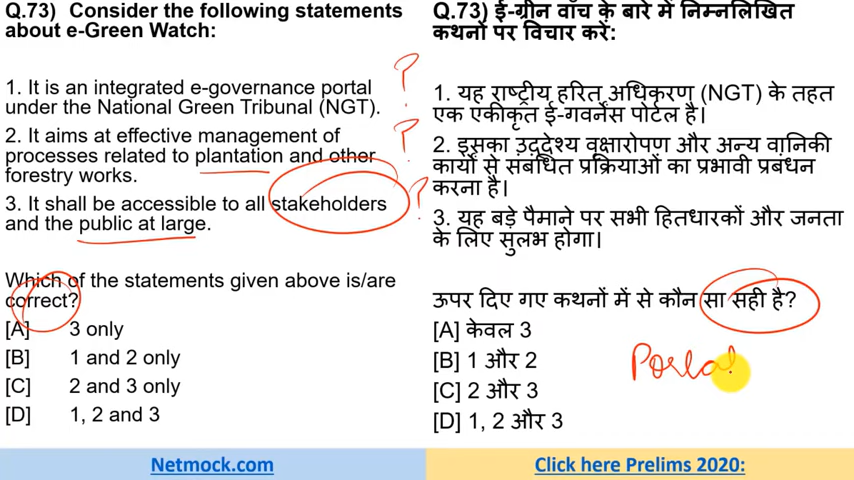 Q.73) Consider the following statements
about e-Green Watch:
1. It is an integrated e-governance portal
under the National Green Tribunal (NGT).
2. It aims at effective management of
processes related to plantation and other
forestry works.
3. It shall be accessible to all stakeholders
and the public at large.
Which of the statements given above is/are
correct?
[A] 3 only
[B] 1 and 2 only
[C] 2 and 3 only
[D] 1, 2 and 3
Q.73) ई-ग्रीन वॉच के बारे में निम्नलिखित
कथनों पर विचार करें:
1. यह राष्ट्रीय हरित अधिकरण (NGT) के तहत
एक एकीकृत ई-गवर्नेंस पोर्टल है।
2. इसका उद्देश्य वृक्षारोपण और अन्य वानिकी
कार्यों से संबंधित प्रक्रियाओं का प्रभावी प्रबंधन
करना है।
3. यह बड़े पैमाने पर सभी हितधारकों और जनता
के लिए सुलभ होगा।
ऊपर दिए गए कथनों में से कौन सा सही है?
[A] केवल 3
[B] 1 और 2
[C] 2 और 3
[D] 1, 2 और 3
Portal
? 
?
?
Netmock.com
Click here Prelims 2020: